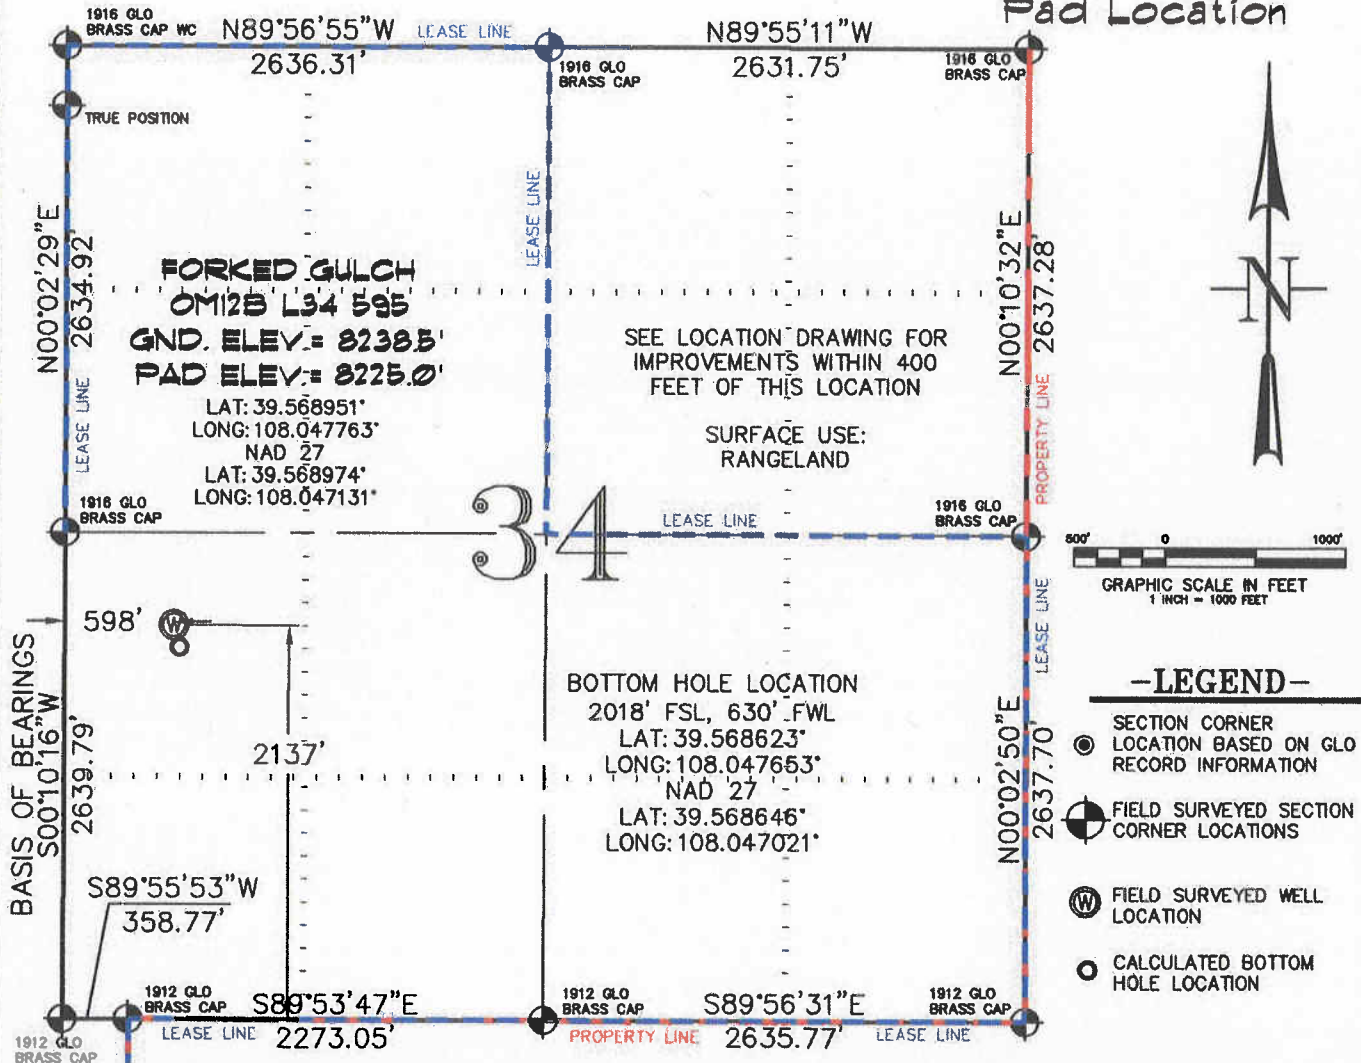 Pad Location
1916 GLO
BRASS CAP WC
N89°56'55"W
LEASE LINE
2636.31'
1916 GLO
BRASS CAP
N89°55'11"W
2631.75'
1916 GLO
BRASS CAP
TRUE POSITION
LEASE LINE
N00°02'29"E
2634.92'
LEASE LINE
FORKED GULCH
OM12B L34 595
GND. ELEV.= 8238.5'
PAD ELEV.= 8225.0'
LAT: 39.568951°
LONG: 108.047763°
NAD 27
LAT: 39.568974°
LONG: 108.047131°
SEE LOCATION DRAWING FOR
IMPROVEMENTS WITHIN 400
FEET OF THIS LOCATION
SURFACE USE:
RANGELAND
N00°10'32"E
2637.28'
PROPERTY LINE
N
1916 GLO
BRASS CAP
34
LEASE LINE
1916 GLO
BRASS CAP
500'
0
1000'
GRAPHIC SCALE IN FEET
1 INCH = 1000 FEET
598'
W
LEASE LINE
BASIS OF BEARINGS
S00°10'16"W
2639.79'
2137'
BOTTOM HOLE LOCATION
2018' FSL, 630' FWL
LAT: 39.568623°
LONG: 108.047653°
NAD 27
LAT: 39.568646°
LONG: 108.047021°
N00°02'50"E
2637.70'
-LEGEND-
SECTION CORNER
LOCATION BASED ON GLO
RECORD INFORMATION
FIELD SURVEYED SECTION
CORNER LOCATIONS
W
FIELD SURVEYED WELL
LOCATION
CALCULATED BOTTOM
HOLE LOCATION
S89°55'53"W
358.77'
1912 GLO
BRASS CAP
1912 GLO
BRASS CAP
S89°53'47"E
LEASE LINE
2273.05'
1912 GLO
BRASS CAP
S89°56'31"E
PROPERTY LINE
2635.77'
LEASE LINE
1912 GLO
BRASS CAP